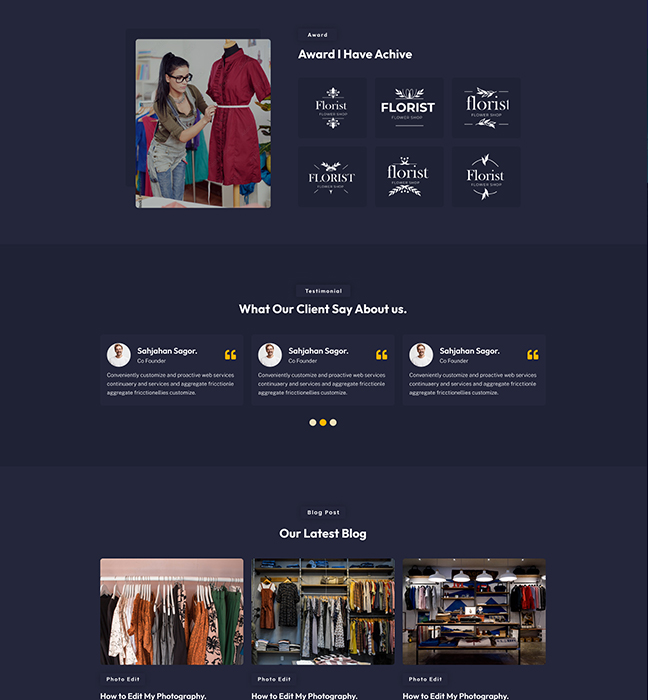 Award
Award I Have Achive
Florist
FLOWER SHOP
FLORIST
FLOWER SHOP
florist
FLOWER SHOP
FLORIST
FLOWER SHOP
florist
FLOWER SHOP
Florist
FLOWER SHOP
Testimonial
What Our Client Say About us.
Sahjahan Sagor.
Co Founder
Conveniently customize and proactive web services
continuaery and services and aggregate fricctionle
aggregate fricctionellies customize.
Sahjahan Sagor.
Co Founder
Conveniently customize and proactive web services
continuaery and services and aggregate fricctionle
aggregate fricctionellies customize.
Sahjahan Sagor.
Co Founder
Conveniently customize and proactive web services
continuaery and services and aggregate fricctionle
aggregate fricctionellies customize.
Blog Post
Our Latest Blog
Photo Edit
How to Edit My Photography.
Photo Edit
How to Edit My Photography.
Photo Edit
How to Edit My Photography.